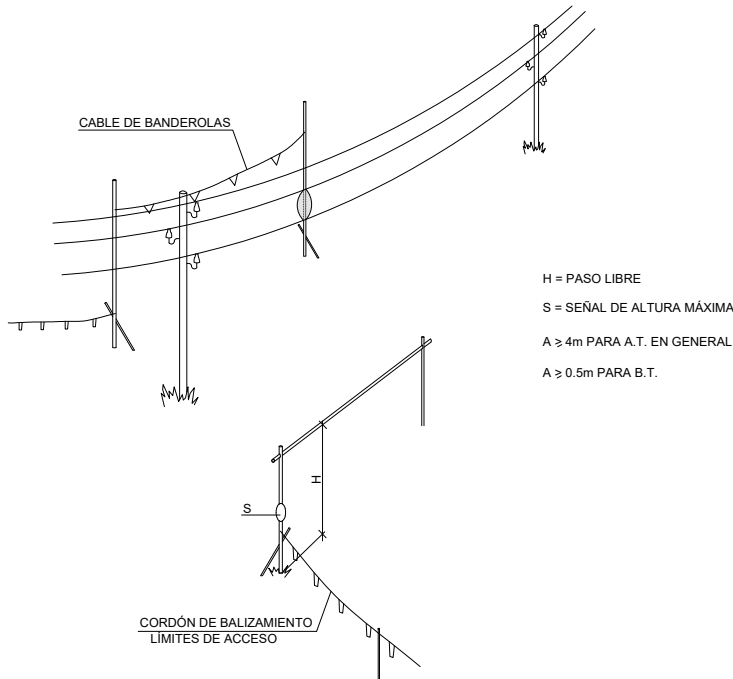 CABLE DE BANDEROLAS
H = PASO LIBRE
S = SEÑAL DE ALTURA MÁXIMA
A ⩾ 4m PARA A.T. EN GENERAL
A ⩾ 0.5m PARA B.T.
H
S
CORDÓN DE BALIZAMIENTO
LÍMITES DE ACCESO